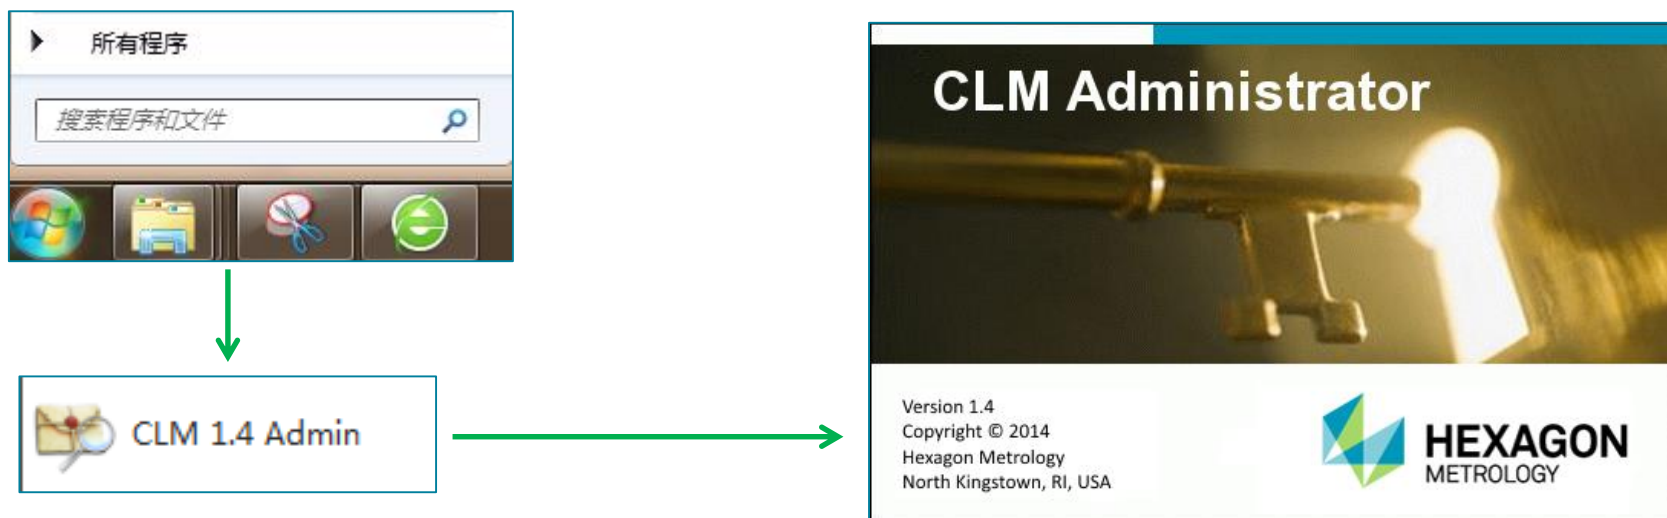 所有程序
搜索程序和文件
CLM 1.4 Admin
CLM Administrator
Version 1.4
Copyright © 2014
Hexagon Metrology
North Kingstown, RI, USA
HEXAGON
METROLOGY